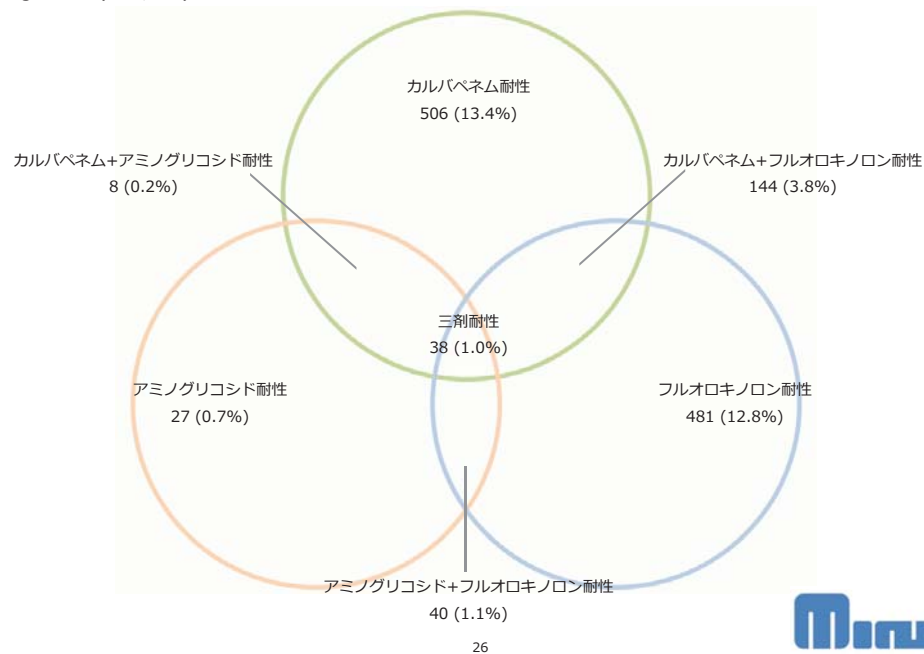 カルバペネム耐性
506 (13.4%)
カルバペネム+アミノグリコシド耐性
8 (0.2%)
カルバペネム+フルオロキノロン耐性
144 (3.8%)
三剤耐性
38 (1.0%)
アミノグリコシド耐性
27 (0.7%)
フルオロキノロン耐性
481 (12.8%)
アミノグリコシド+フルオロキノロン耐性
40 (1.1%)
26